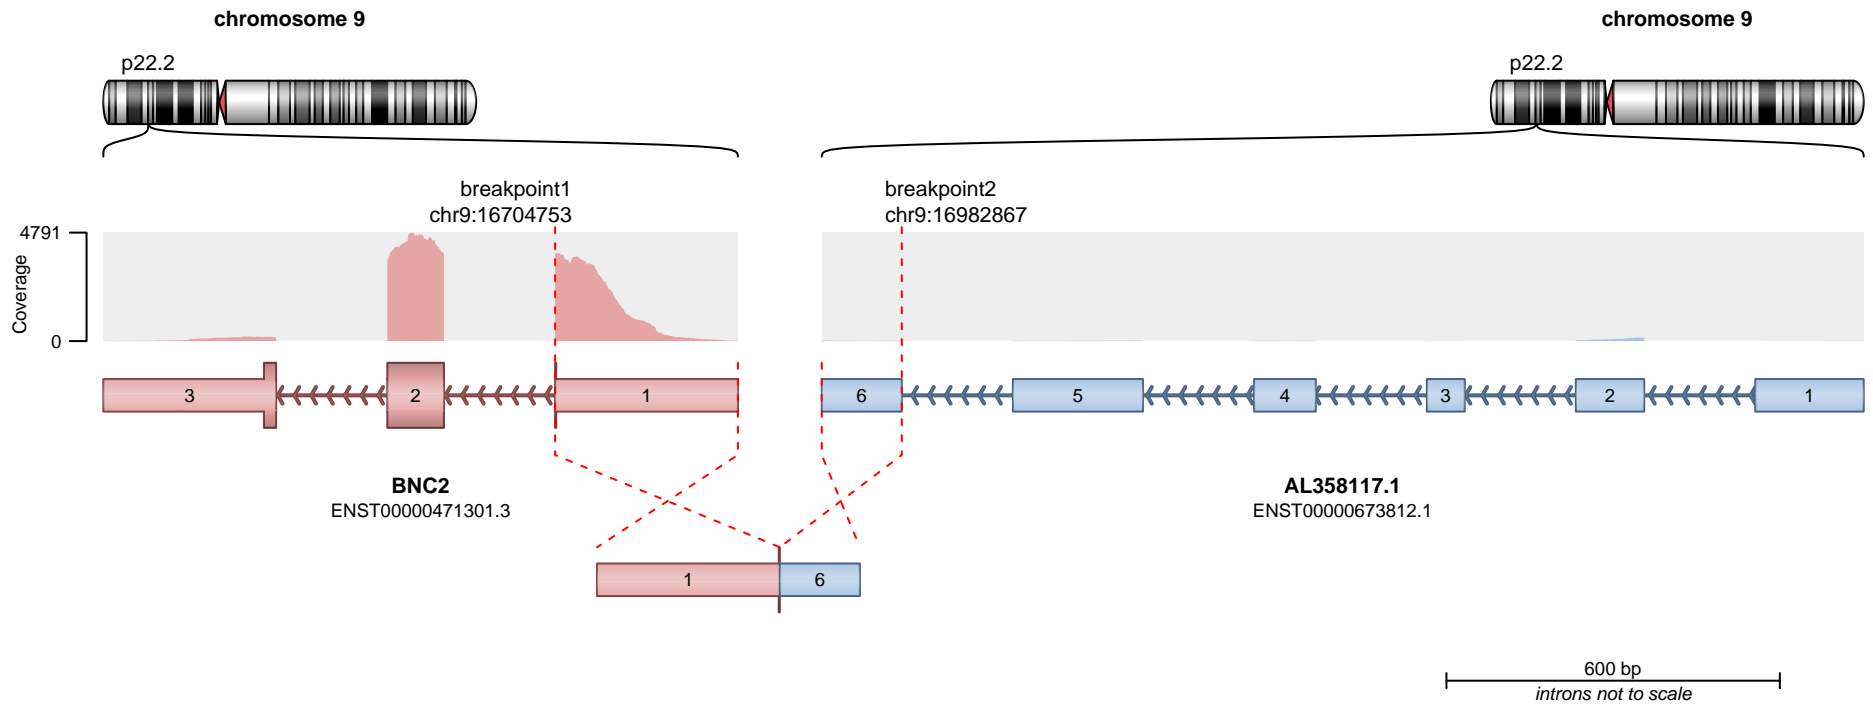 chromosome 9
chromosome 9
p22.2
p22.2
breakpoint1
chr9:16704753
breakpoint2
chr9:16982867
4791
Coverage
0
3
2
1
6
5
4
3
2
1
BNC2
ENST00000471301.3
AL358117.1
ENST00000673812.1
1
6
600 bp
introns not to scale